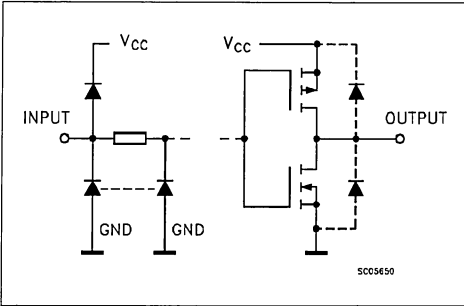 VCC
VCC
INPUT
OUTPUT
GND
GND
SC05650